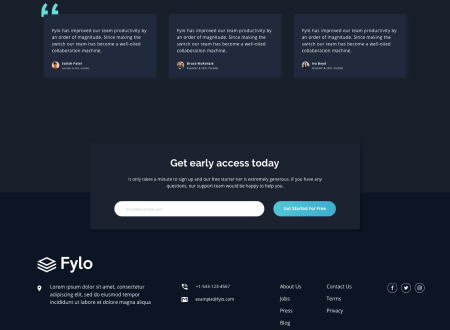 Fylo has improved our team productivity by
an order of magnitude. Since making the
switch our team has become a well-oiled
collaboration machine.
Satish Patel
Founder & CEO, Huddle
Fylo has improved our team productivity by
an order of magnitude. Since making the
switch our team has become a well-oiled
collaboration machine.
Bruce McKenzie
Founder & CEO, Huddle
Fylo has improved our team productivity by
an order of magnitude. Since making the
switch our team has become a well-oiled
collaboration machine.
Iva Boyd
Founder & CEO, Huddle
Get early access today
It only takes a minute to sign up and our free starter tier is extremely generous. If you have any
questions, our support team would be happy to help you.
Get Started For Free
Fylo
Lorem ipsum dolor sit amet, consectetur
adipiscing elit, sed do eiusmod tempor
incididunt ut labore et dolore magna aliqua
+1-543-123-4567
example@fylo.com
About Us
Jobs
Press
Blog
Contact Us
Terms
Privacy